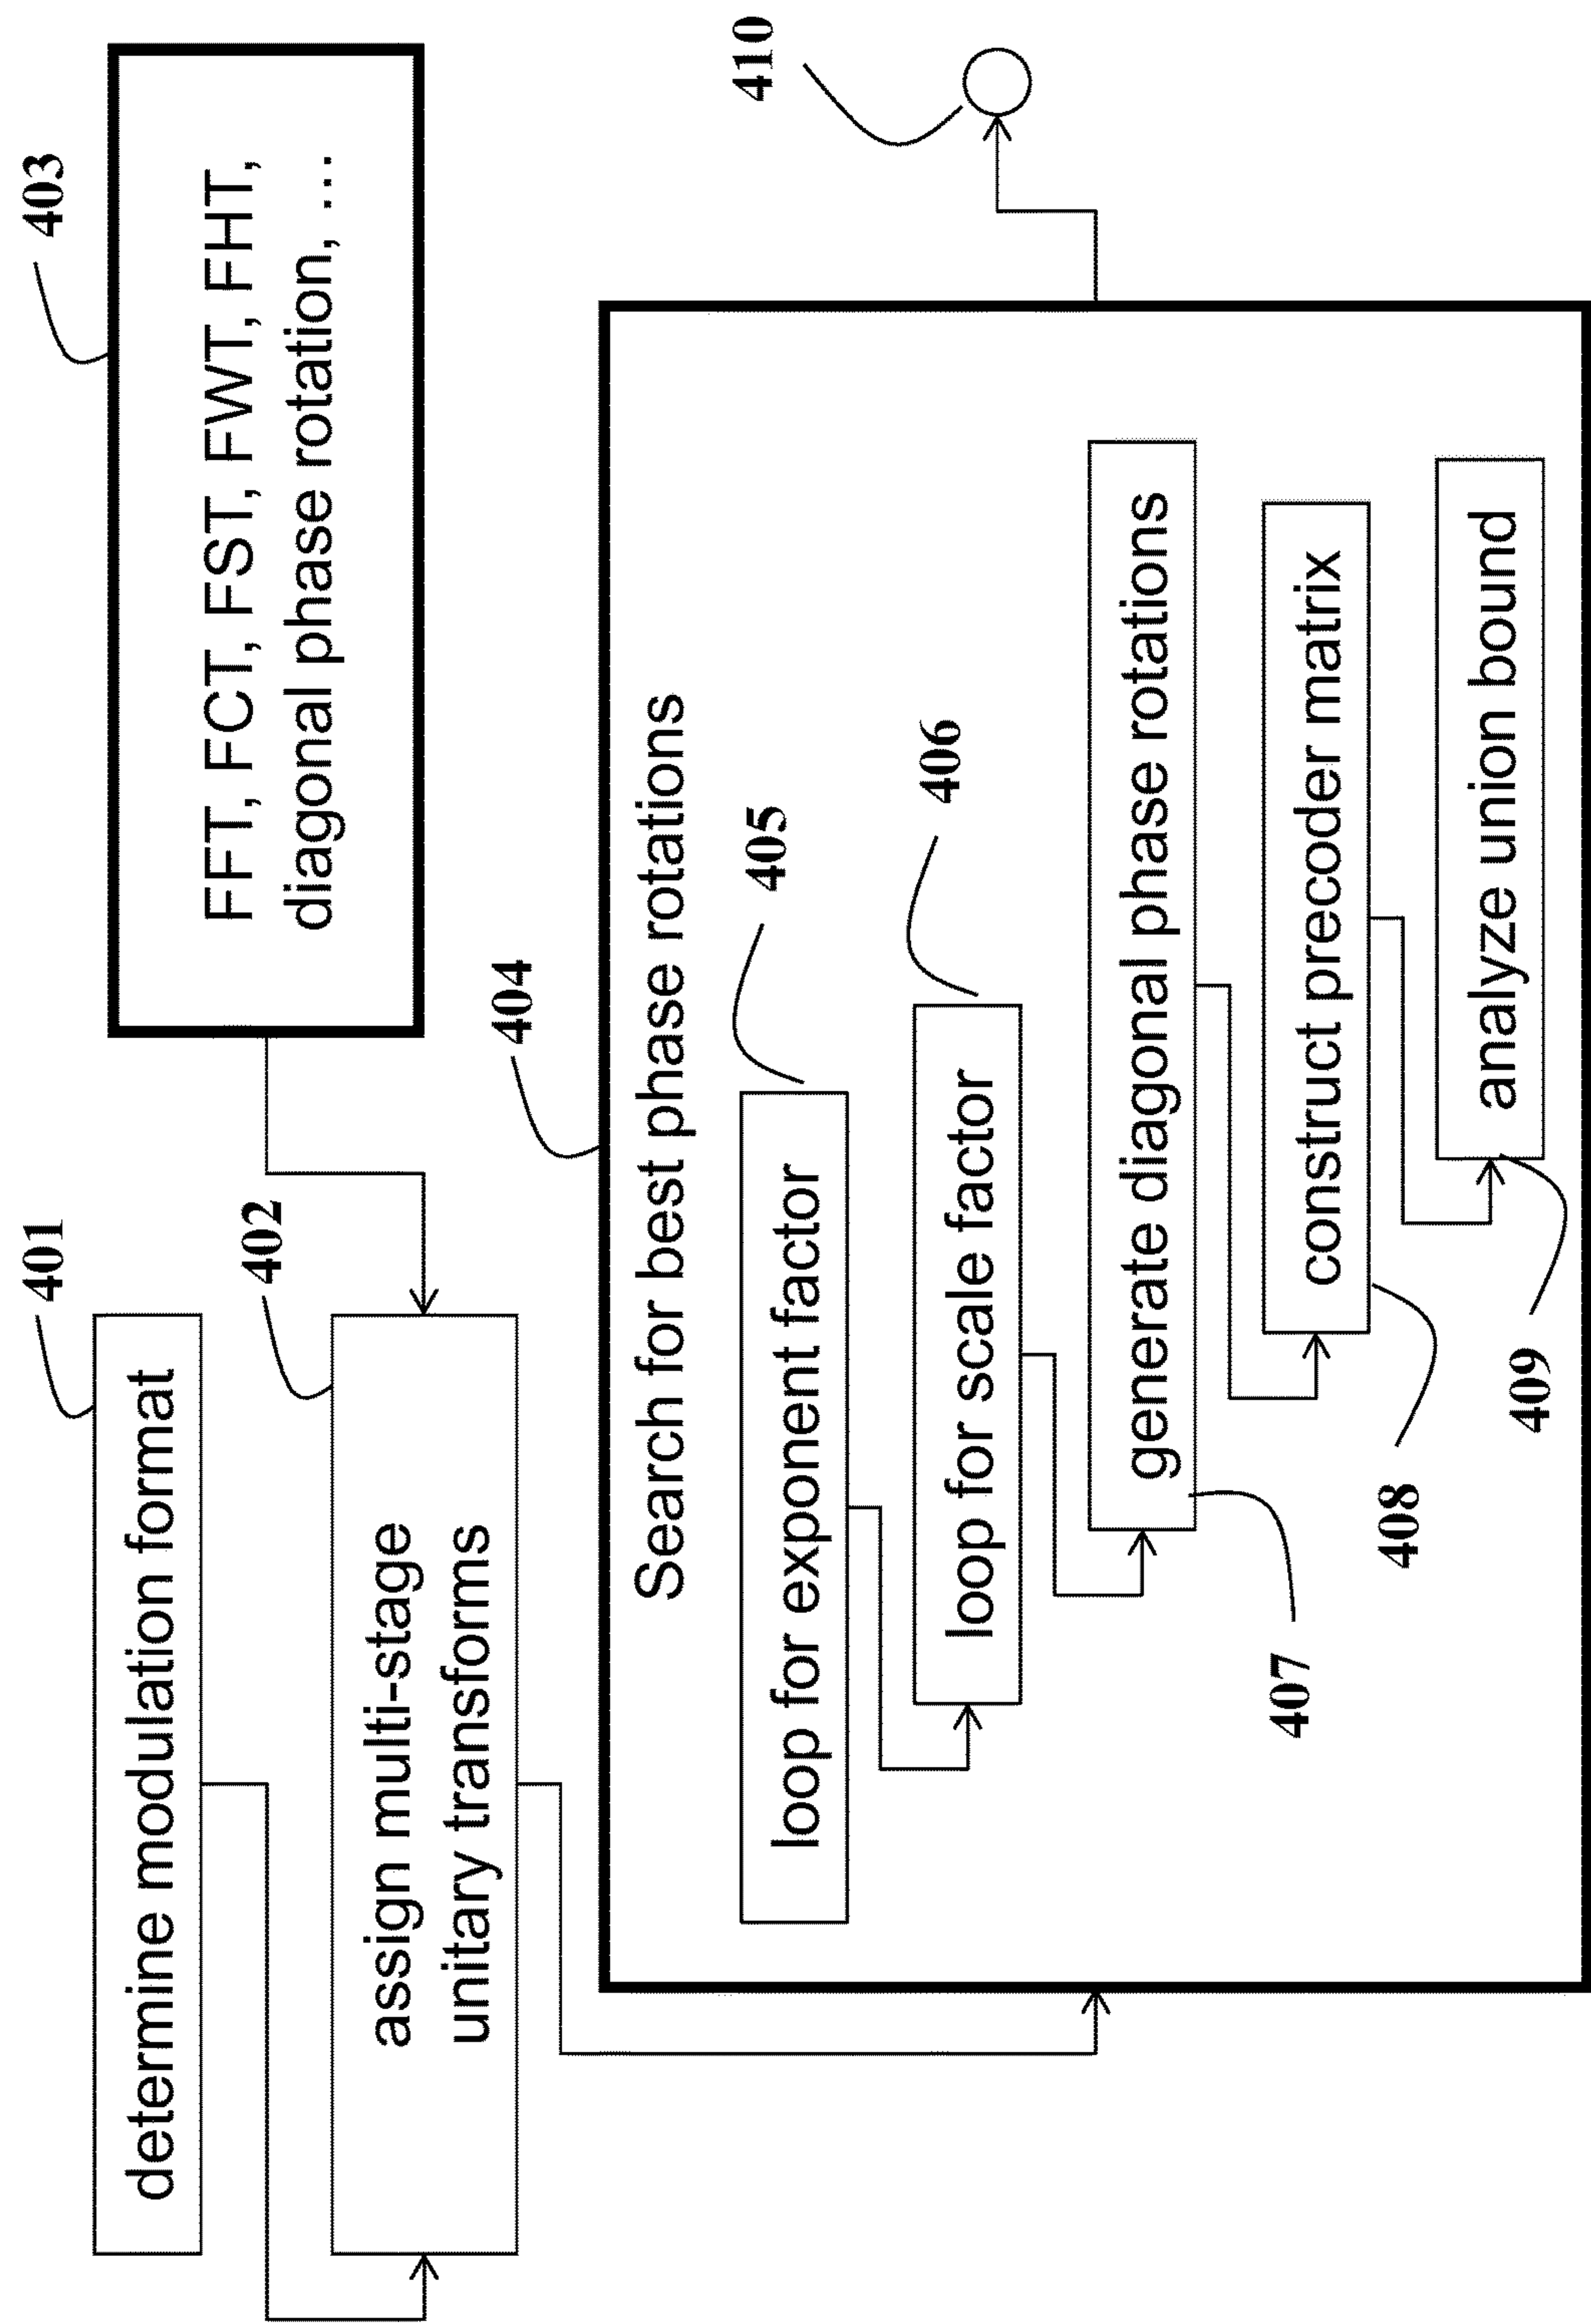 401
determine modulation format
402
assign multi-stage
unitary transforms
403
FFT, FCT, FST, FWT, FHT,
diagonal phase rotation, ...
404
Search for best phase rotations
405
loop for exponent factor
406
loop for scale factor
generate diagonal phase rotations
407
construct precoder matrix
408
analyze union bound
409
410